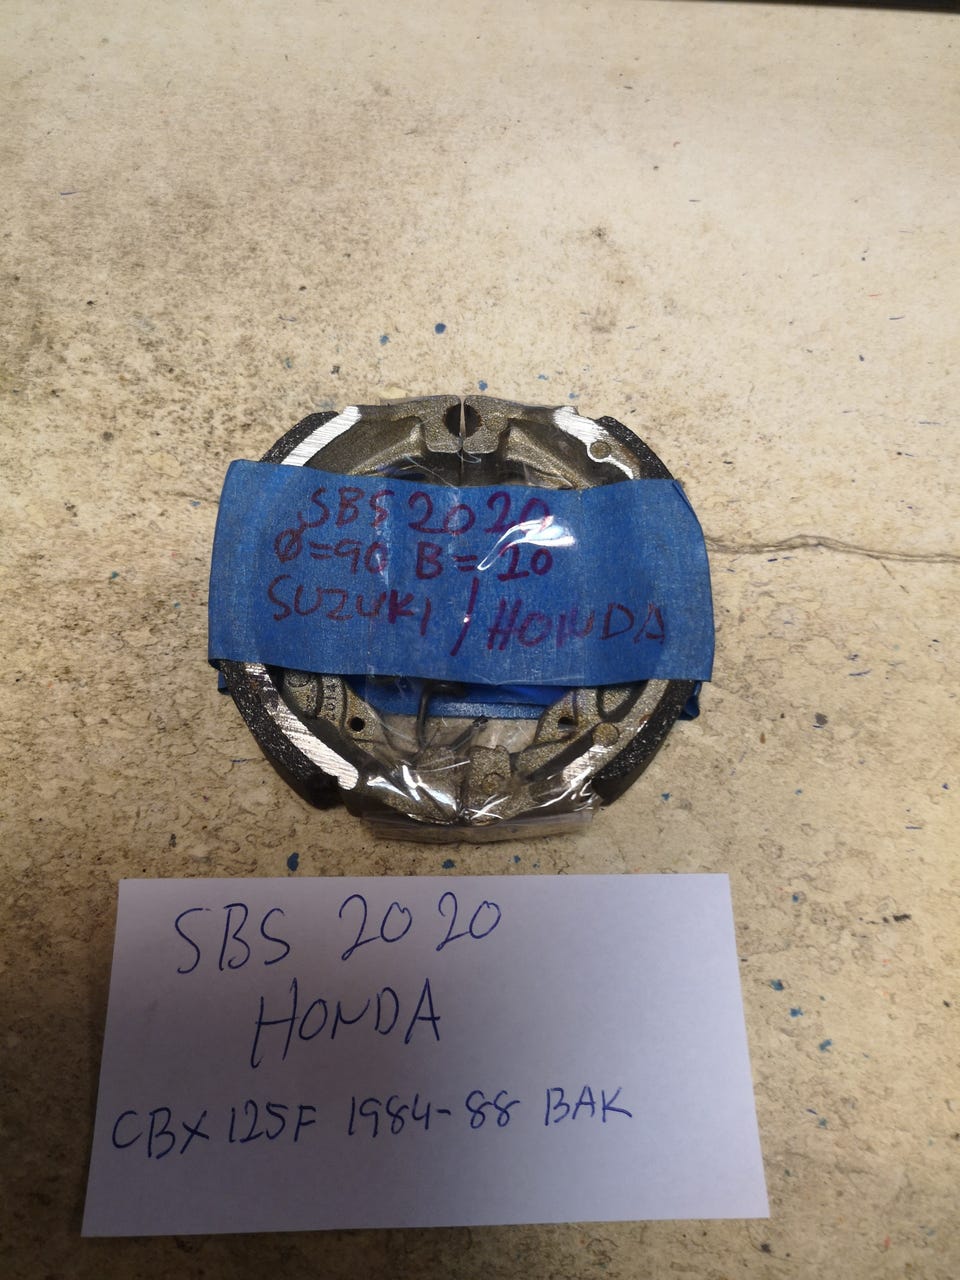 SBS 2020
Ø=90 B=20
SUZUKI / HONDA
SBS 2020
HONDA
CBX 125F 1984-88 BAK